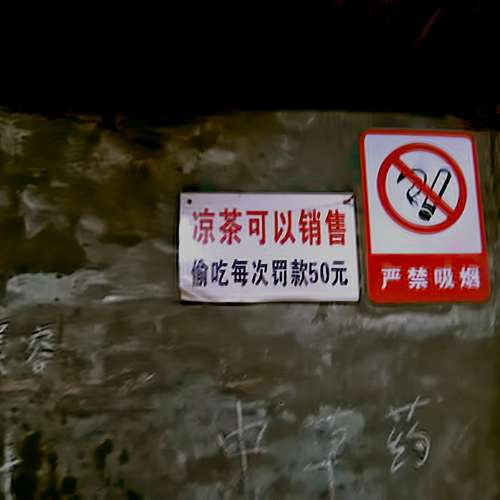 凉茶可以销售
偷吃每次罚款50元
严禁吸烟
中草药